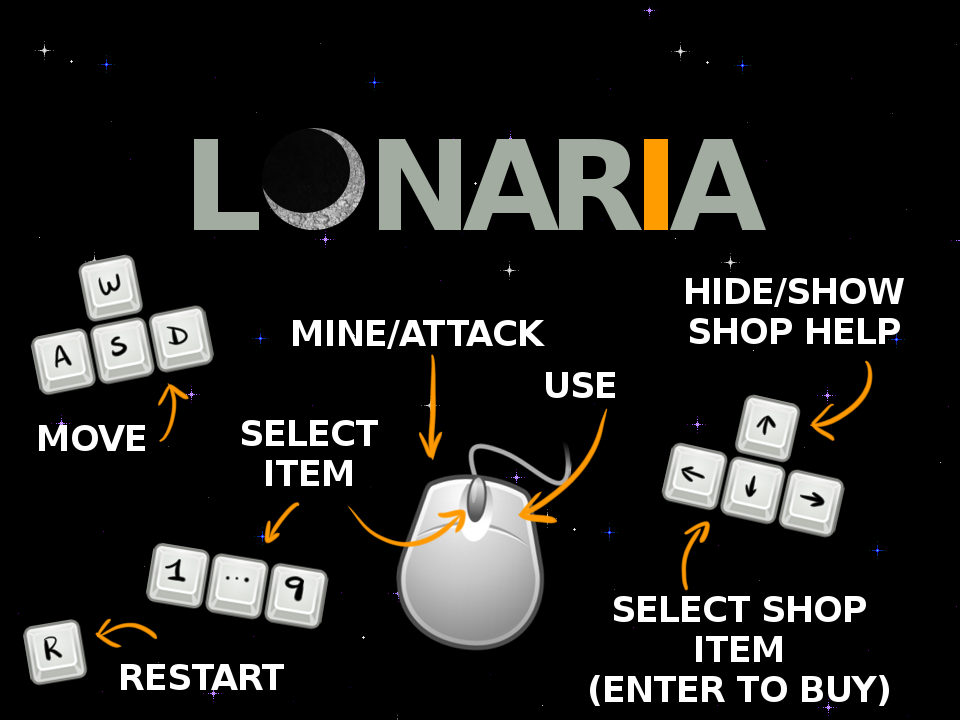 LONARIA
W
A S D
MOVE
MINE/ATTACK
USE
SELECT
ITEM
HIDE/SHOW
SHOP HELP
↑
← ↓ →
1 ... 9
R
RESTART
SELECT SHOP
ITEM
(ENTER TO BUY)